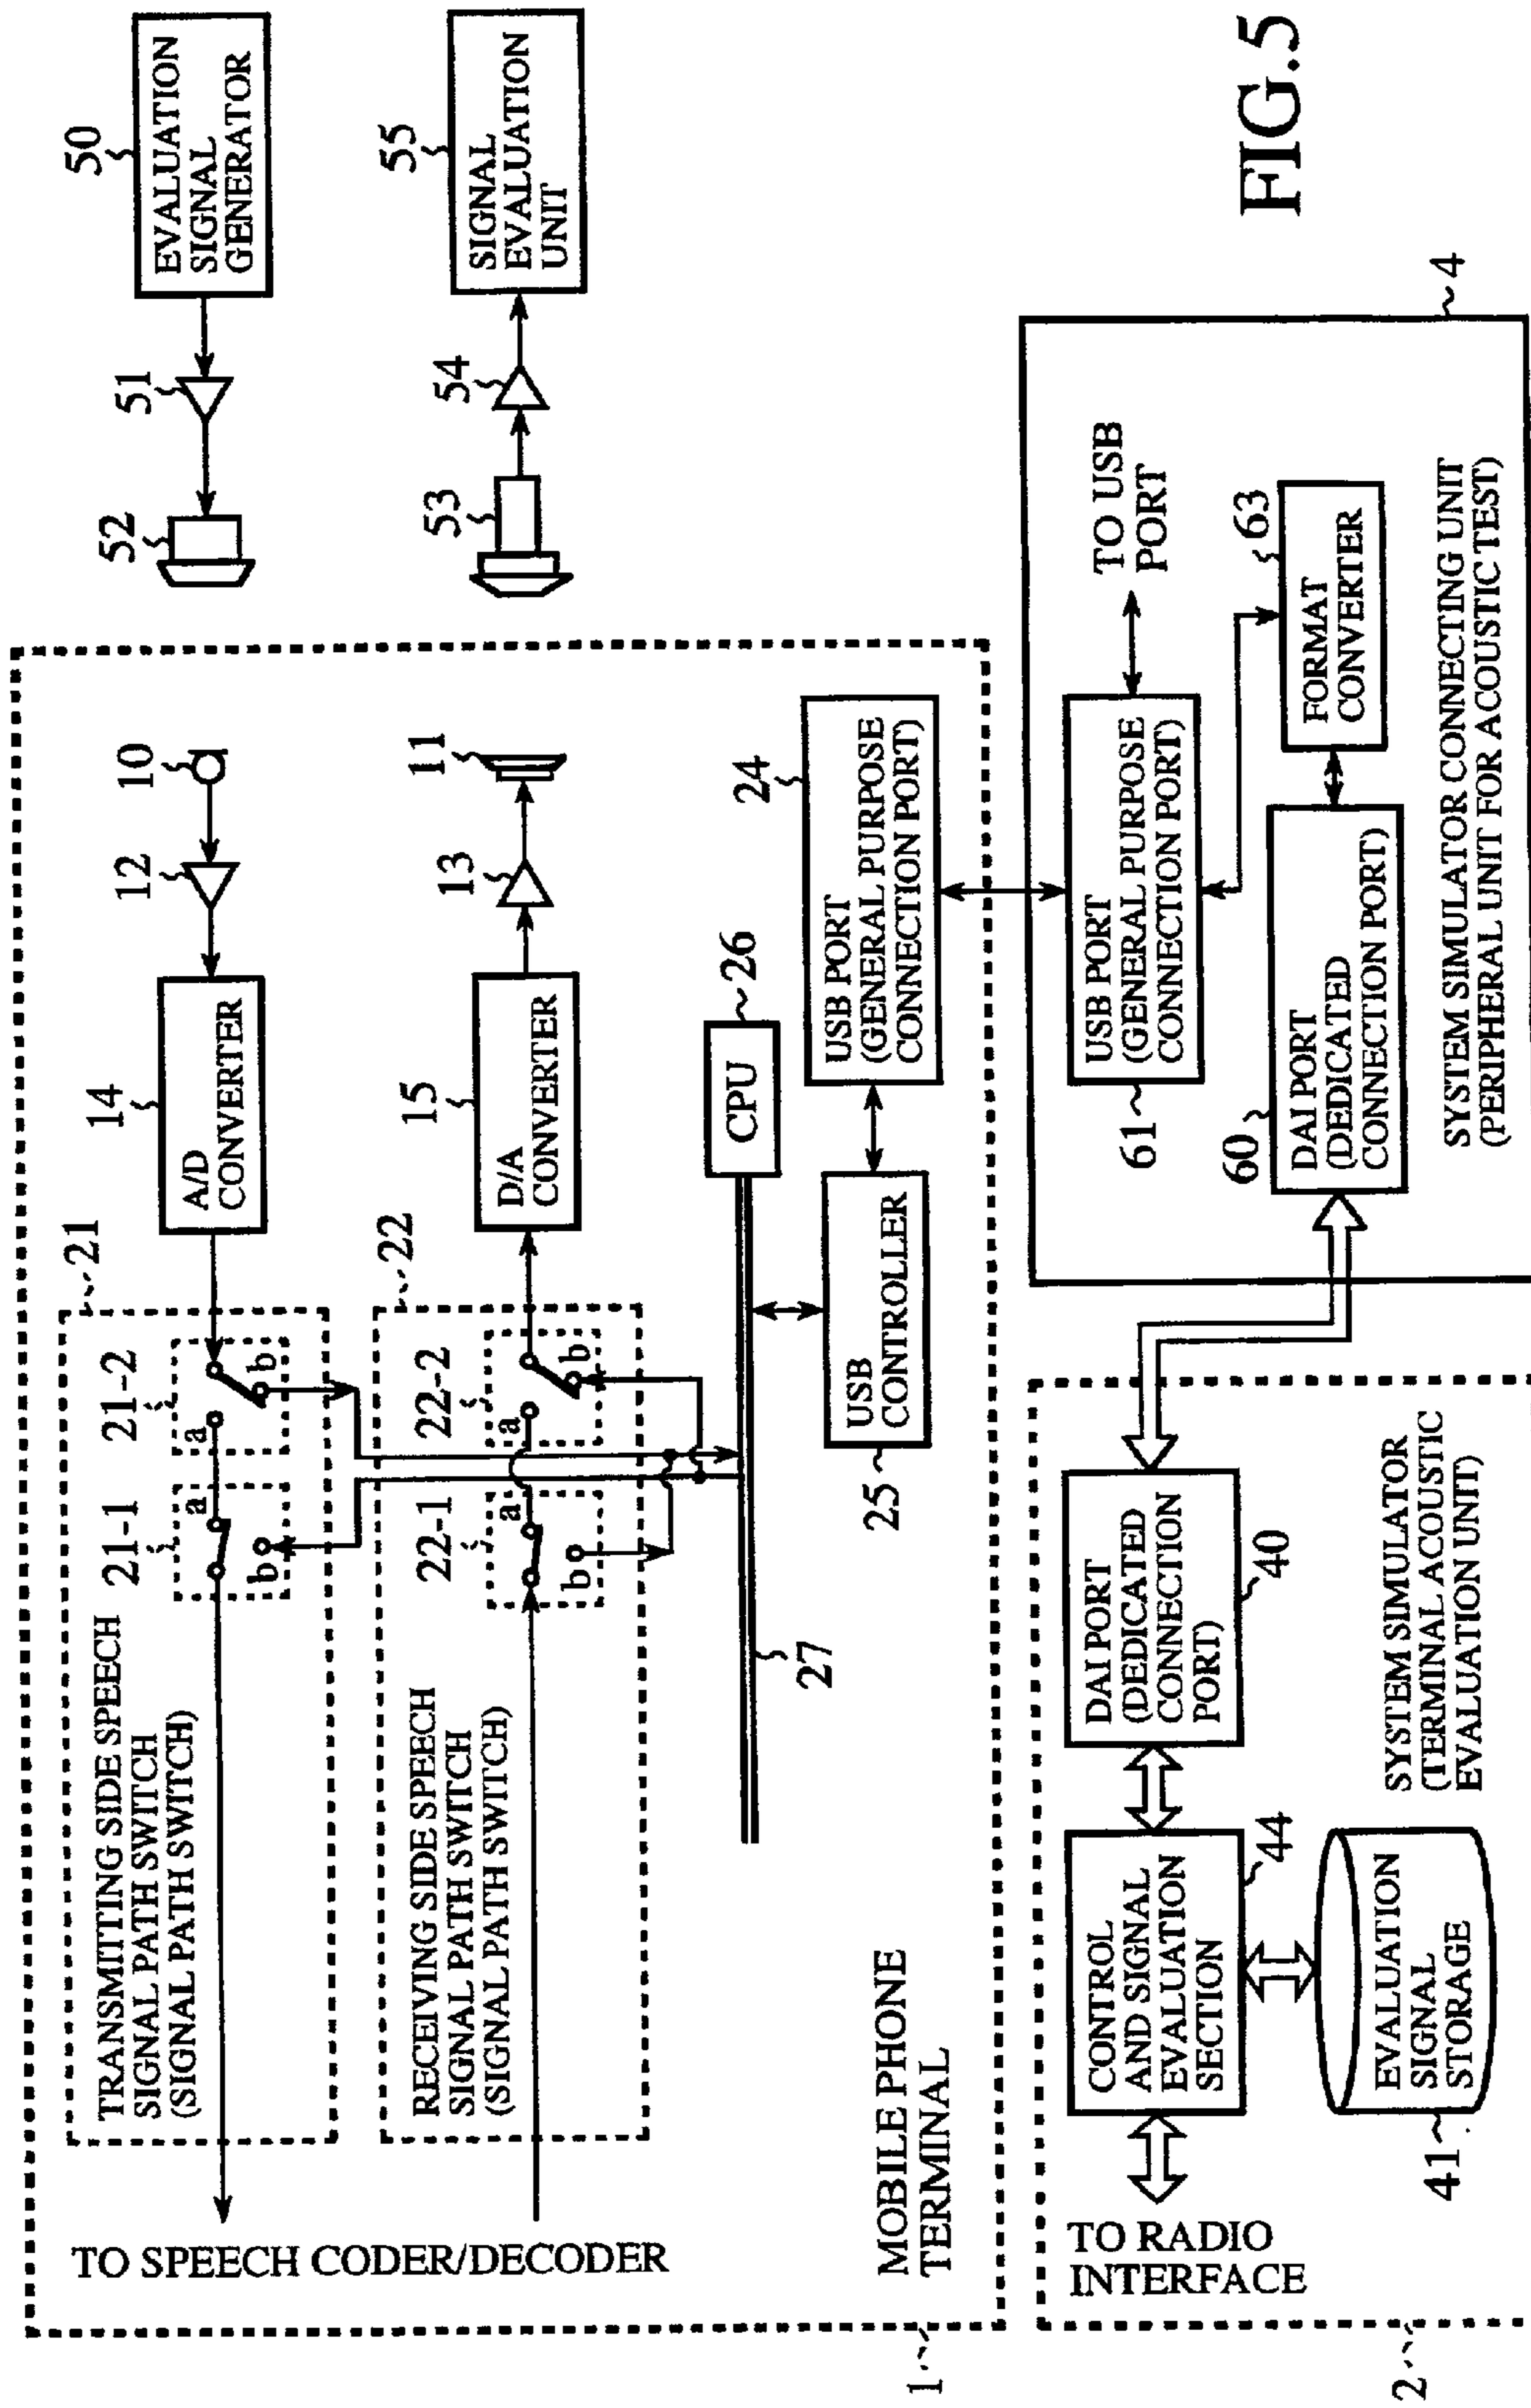 TO SPEECH CODER/DECODER
TRANSMITTING SIDE SPEECH
SIGNAL PATH SWITCH
(SIGNAL PATH SWITCH)
21-1
a
b
21-2
a
b
21
14
A/D
CONVERTER
12
10
52
51
50
EVALUATION
SIGNAL
GENERATOR
RECEIVING SIDE SPEECH
SIGNAL PATH SWITCH
(SIGNAL PATH SWITCH)
22-1
a
b
22-2
a
b
22
15
D/A
CONVERTER
13
11
53
54
55
SIGNAL
EVALUATION
UNIT
27
CPU
26
25
USB
CONTROLLER
24
USB PORT
(GENERAL PURPOSE
CONNECTION PORT)
MOBILE PHONE
TERMINAL
1
TO RADIO
INTERFACE
CONTROL
AND SIGNAL
EVALUATION
SECTION
44
DAI PORT
(DEDICATED
CONNECTION
PORT)
40
41
EVALUATION
SIGNAL
STORAGE
SYSTEM SIMULATOR
(TERMINAL ACOUSTIC
EVALUATION UNIT)
2
61
USB PORT
(GENERAL PURPOSE
CONNECTION PORT)
TO USB
PORT
60
DAI PORT
(DEDICATED
CONNECTION PORT)
63
FORMAT
CONVERTER
SYSTEM SIMULATOR CONNECTING UNIT
(PERIPHERAL UNIT FOR ACOUSTIC TEST)
4
FIG.5